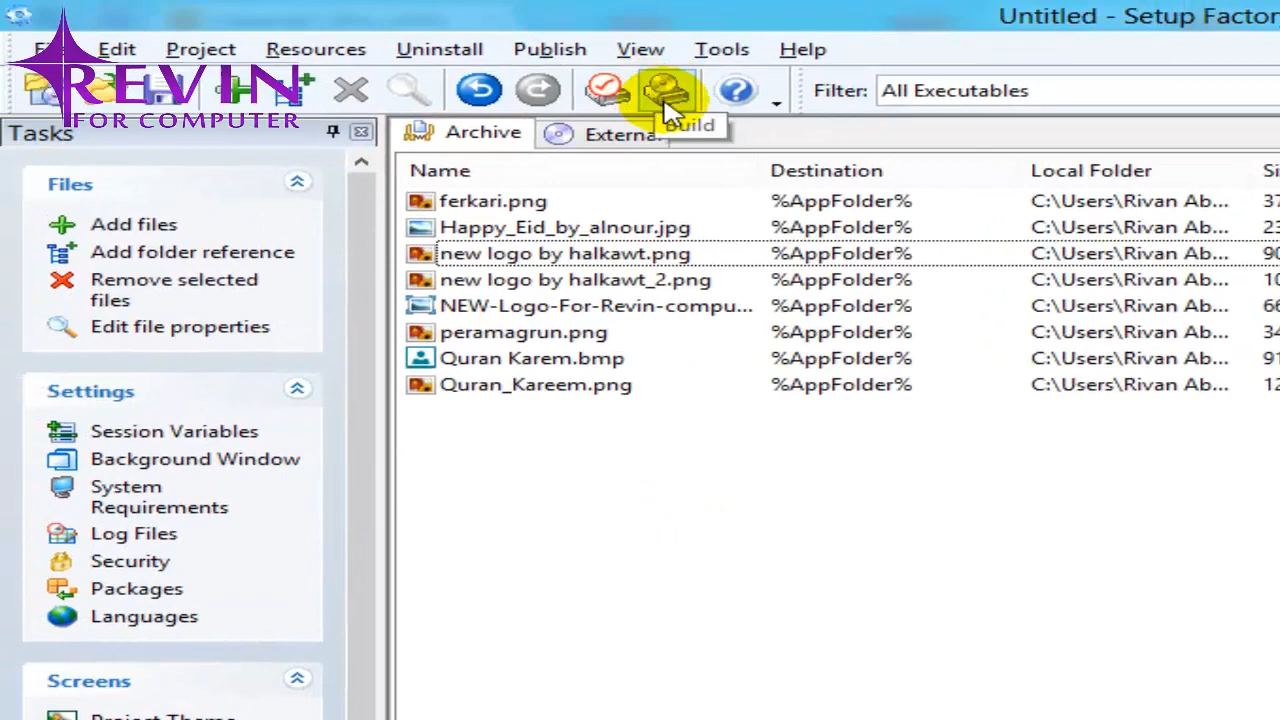 Untitled - Setup Factor
Edit Project Resources Uninstall Publish View Tools Help
REVIN
FOR COMPUTER
Filter: All Executables
Build
Tasks
Archive
Name Destination Local Folder
ferkari.png %AppFolder% C:\Users\Rivan Ab... 37
Happy_Eid_by_alnour.jpg %AppFolder% C:\Users\Rivan Ab... 23
new logo by halkawt.png %AppFolder% C:\Users\Rivan Ab... 90
new logo by halkawt_2.png %AppFolder% C:\Users\Rivan Ab... 10
NEW-Logo-For-Revin-compu... %AppFolder% C:\Users\Rivan Ab... 66
peramagrun.png %AppFolder% C:\Users\Rivan Ab... 34
Quran Karem.bmp %AppFolder% C:\Users\Rivan Ab... 91
Quran_Kareem.png %AppFolder% C:\Users\Rivan Ab... 12
Files
Add files
Add folder reference
Remove selected
files
Edit file properties
Settings
Session Variables
Background Window
System
Requirements
Log Files
Security
Packages
Languages
Screens
Project Theme